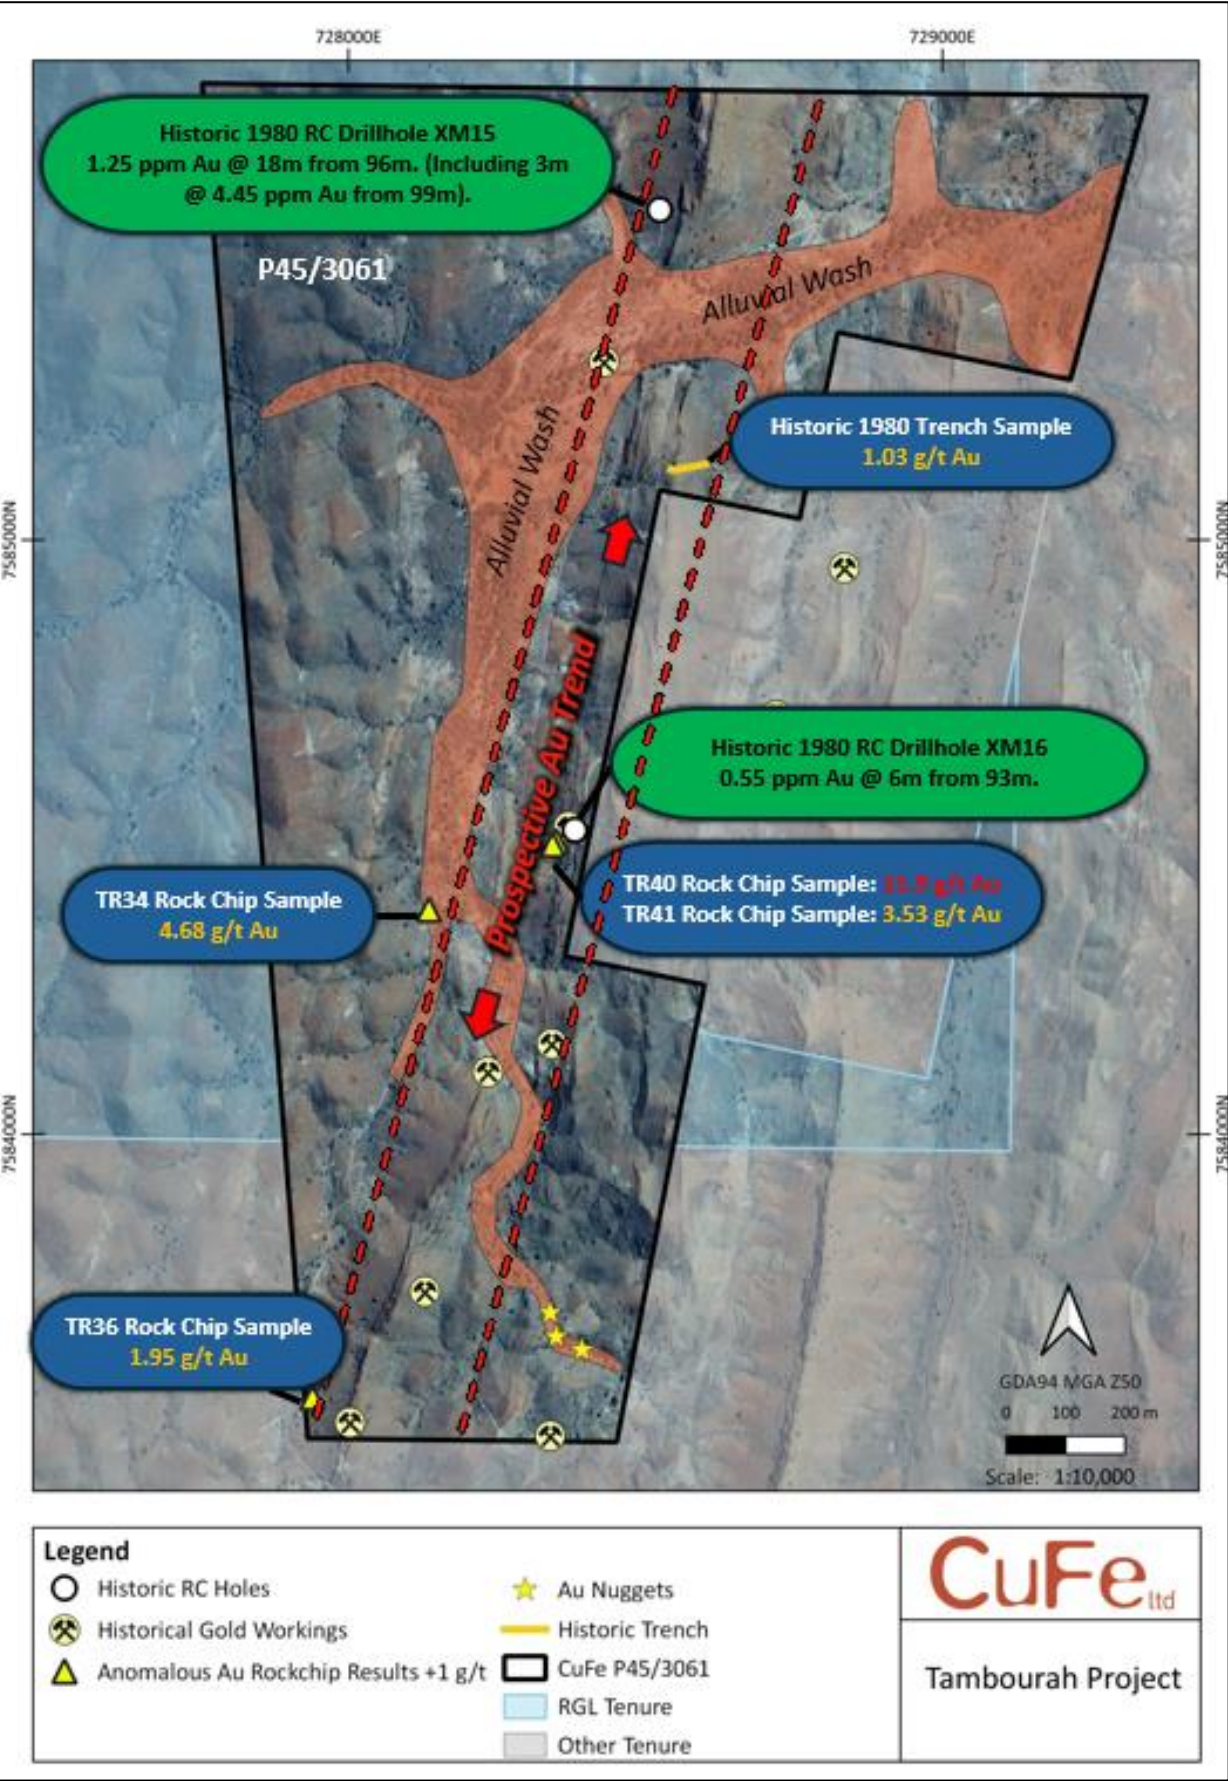 728000E
729000E
Historic 1980 RC Drillhole XM15
1.25 ppm Au @ 18m from 96m. (Including 3m
@ 4.45 ppm Au from 99m).
P45/3061
Alluvial Wash
Historic 1980 Trench Sample
1.03 g/t Au
Alluvial Wash
7585000N
7585000N
Prospective Au Trend
Historic 1980 RC Drillhole XM16
0.55 ppm Au @ 6m from 93m.
TR40 Rock Chip Sample: g/t Au
TR41 Rock Chip Sample: 3.53 g/t Au
TR34 Rock Chip Sample
4.68 g/t Au
7584000N
7584000N
TR36 Rock Chip Sample
1.95 g/t Au
GDA94 MGA Z50
0 100 200 m
Scale: 1:10,000
Legend
Historic RC Holes
Historical Gold Workings
Anomalous Au Rockchip Results +1 g/t
Au Nuggets
Historic Trench
CuFe P45/3061
RGL Tenure
Other Tenure
CuFe ltd
Tambourah Project